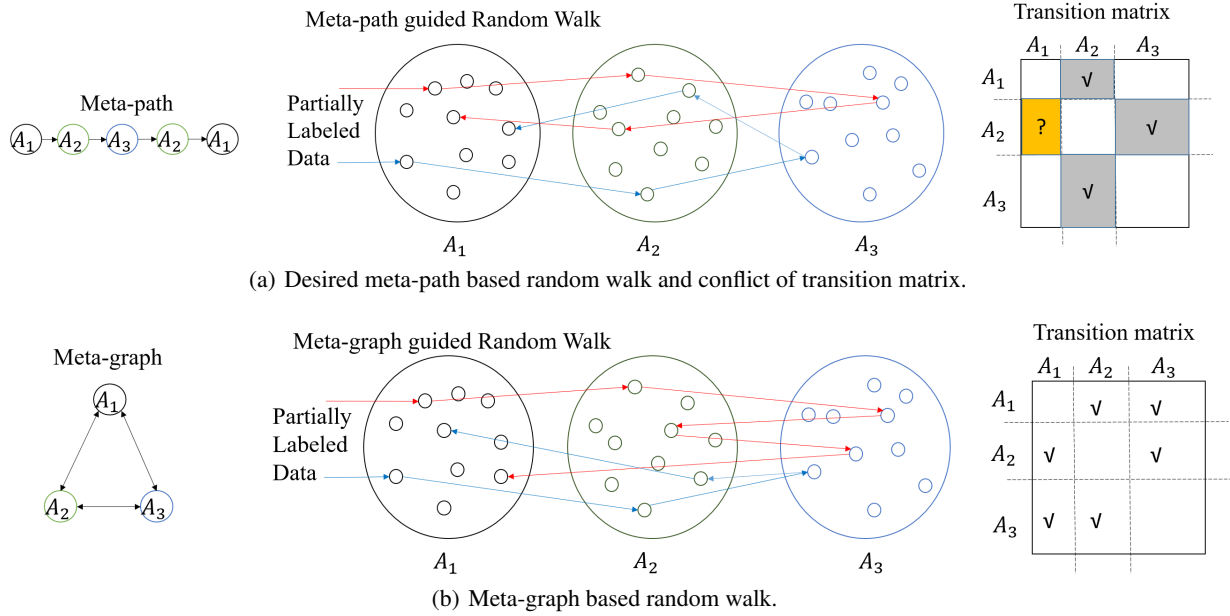 Meta-path guided Random Walk
Transition matrix
A₁ A₂ A₃
Meta-path
A₁ A₂ A₃ A₂ A₁
Partially
Labeled
Data
A₁ √
A₂ ? √
A₃ √
A₁ A₂ A₃
(a) Desired meta-path based random walk and conflict of transition matrix.
Meta-graph guided Random Walk
Transition matrix
Meta-graph
A₁
A₂ A₃
Partially
Labeled
Data
A₁ A₂ A₃
A₁ √ √
A₂ √ √
A₃ √ √
A₁ A₂ A₃
(b) Meta-graph based random walk.